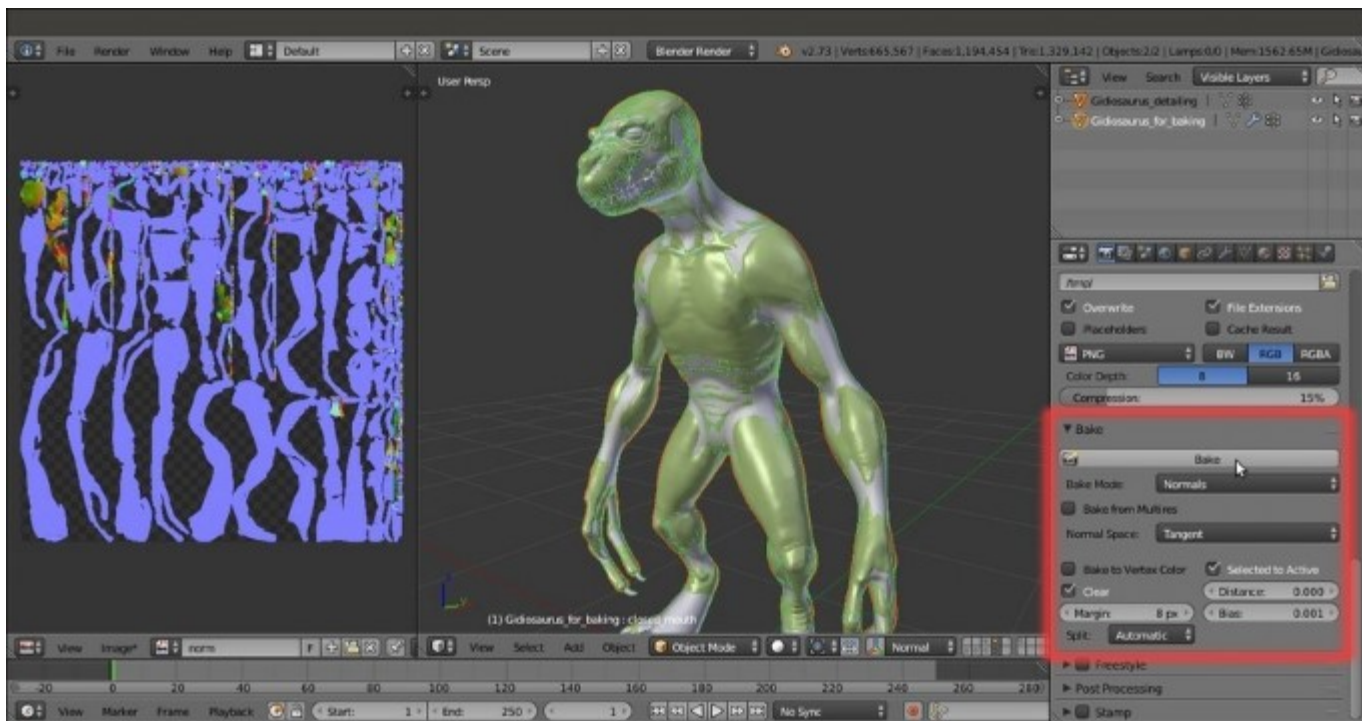 File Render Window Help Default Scene Blender Render v2.73 | Verts:665,567 | Faces:1,194,454 | Tris:1,329,142 | Objects:2/2 | Lamps:0/0 | Mem:1562.65M | Gidiosau
User Persp
View Search Visible Layers
Gidiosaurus_detailing
Gidiosaurus_for_baking
/tmp/
Overwrite File Extensions
Placeholders Cache Result
PNG BW RGB RGBA
Color Depth: 8 16
Compression: 15%
Bake
Bake
Bake Mode: Normals
Bake from Multires
Normal Space: Tangent
Bake to Vertex Color Selected to Active
Clear Distance: 0.000
Margin: 8 px Bias: 0.001
Split: Automatic
Freestyle
Post Processing
Stamp
(1) Gidiosaurus_for_baking : closed_mouth
View Image* norm F View Select Add Object Object Mode Normal
-20 0 20 40 60 80 100 120 140 160 180 200 220 240 260 280
View Marker Frame Playback Start: 1 End: 250 1 No Sync